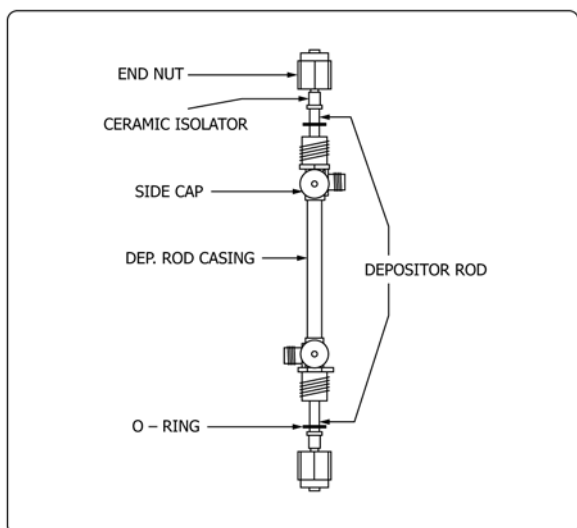 END NUT
CERAMIC ISOLATOR
SIDE CAP
DEP. ROD CASING
DEPOSITOR ROD
O – RING